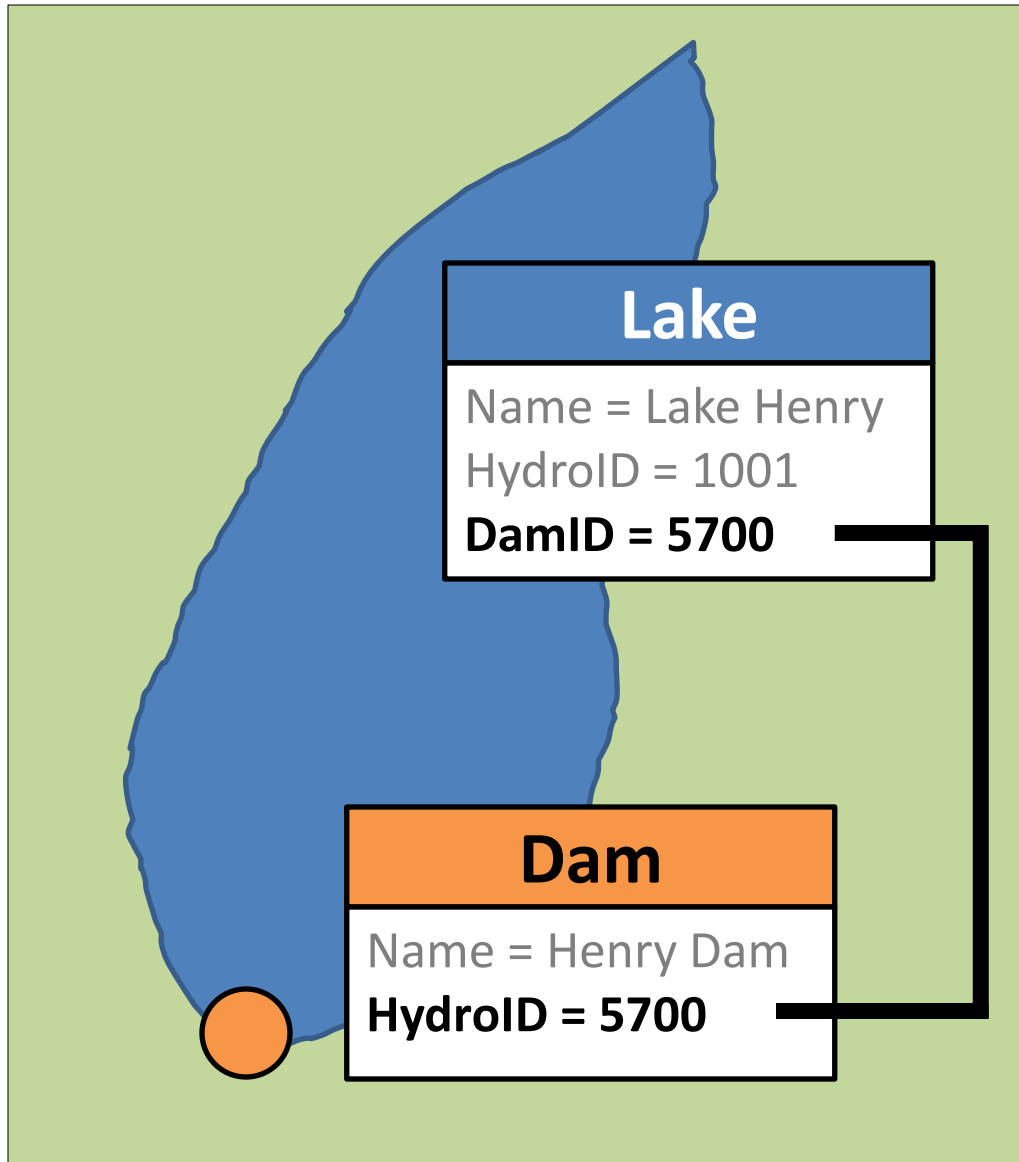 Lake
Name = Lake Henry
HydroID = 1001
DamID = 5700
Dam
Name = Henry Dam
HydroID = 5700